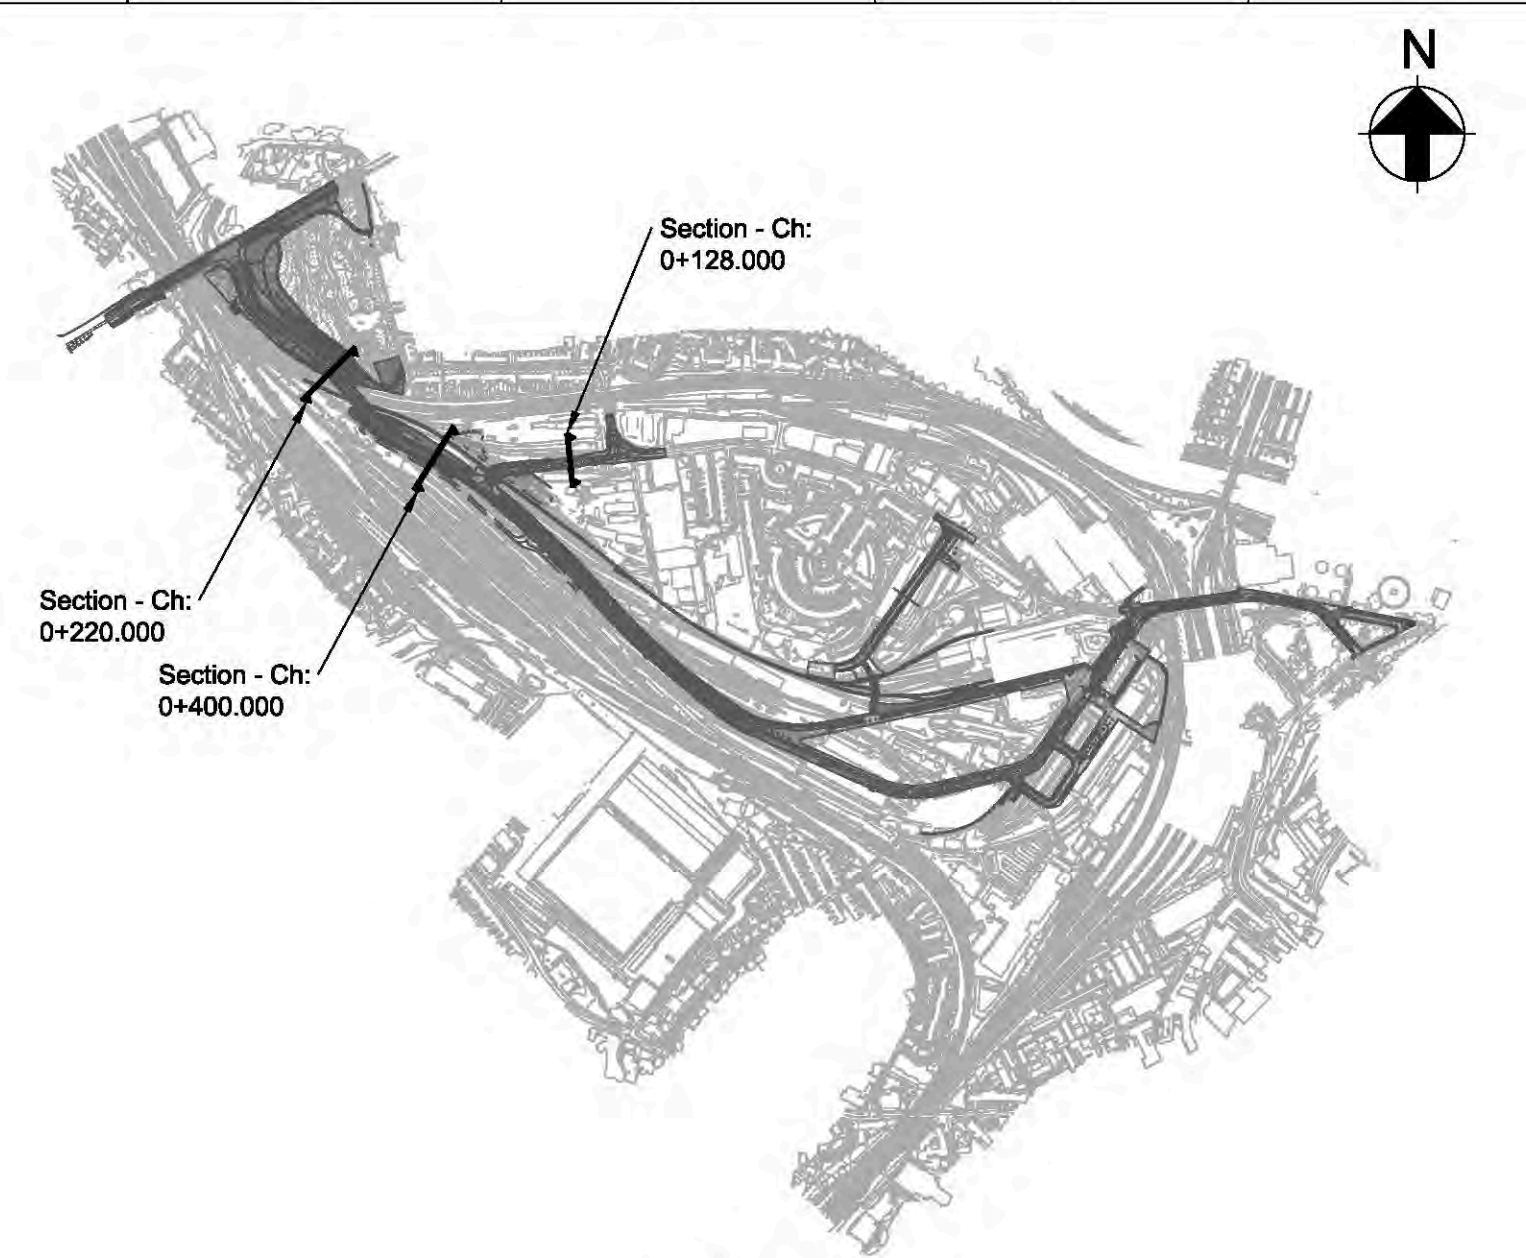 N
Section - Ch:
0+128.000
Section - Ch:
0+220.000
Section - Ch:
0+400.000